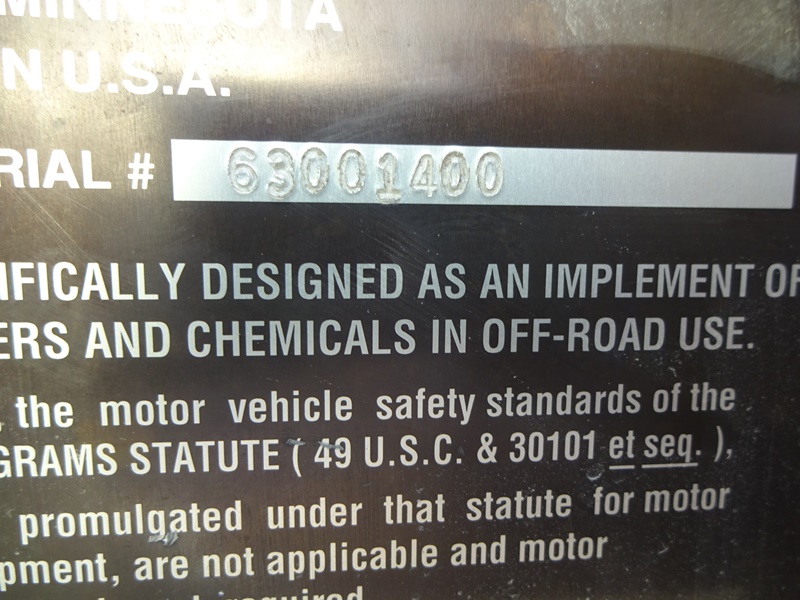 MINNESOTA
N U.S.A.
RIAL # 63001400
IFICALLY DESIGNED AS AN IMPLEMENT OF
ERS AND CHEMICALS IN OFF-ROAD USE.
, the motor vehicle safety standards of the
GRAMS STATUTE ( 49 U.S.C. & 30101 et seq. ),
promulgated under that statute for motor
pment, are not applicable and motor
required